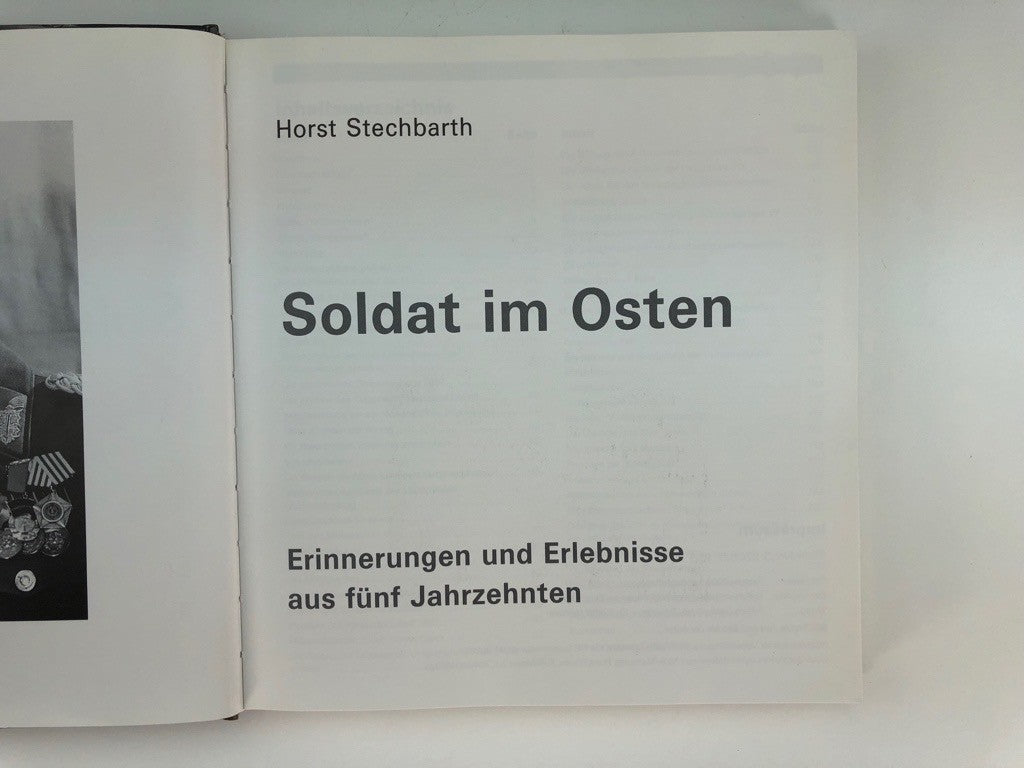 Horst Stechbarth
Soldat im Osten
Erinnerungen und Erlebnisse
aus fünf Jahrzehnten